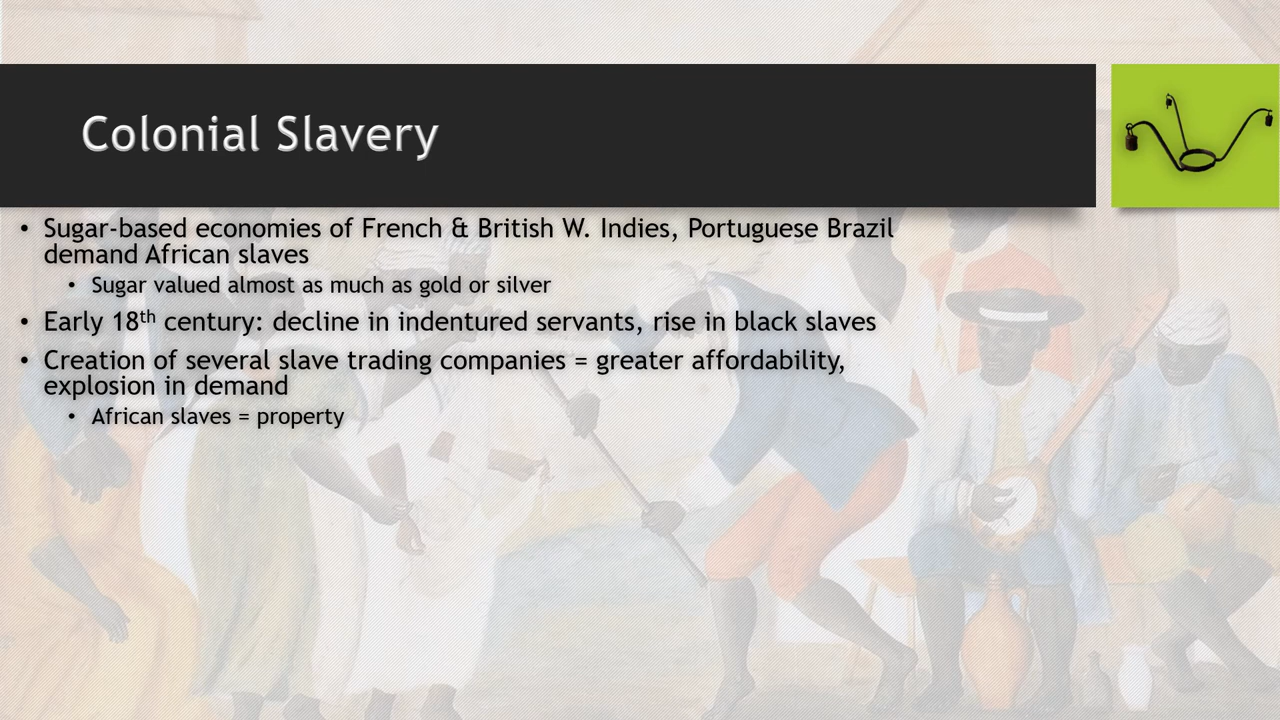 Colonial Slavery
• Sugar-based economies of French & British W. Indies, Portuguese Brazil
demand African slaves
• Sugar valued almost as much as gold or silver
• Early 18th century: decline in indentured servants, rise in black slaves
• Creation of several slave trading companies = greater affordability,
explosion in demand
• African slaves = property